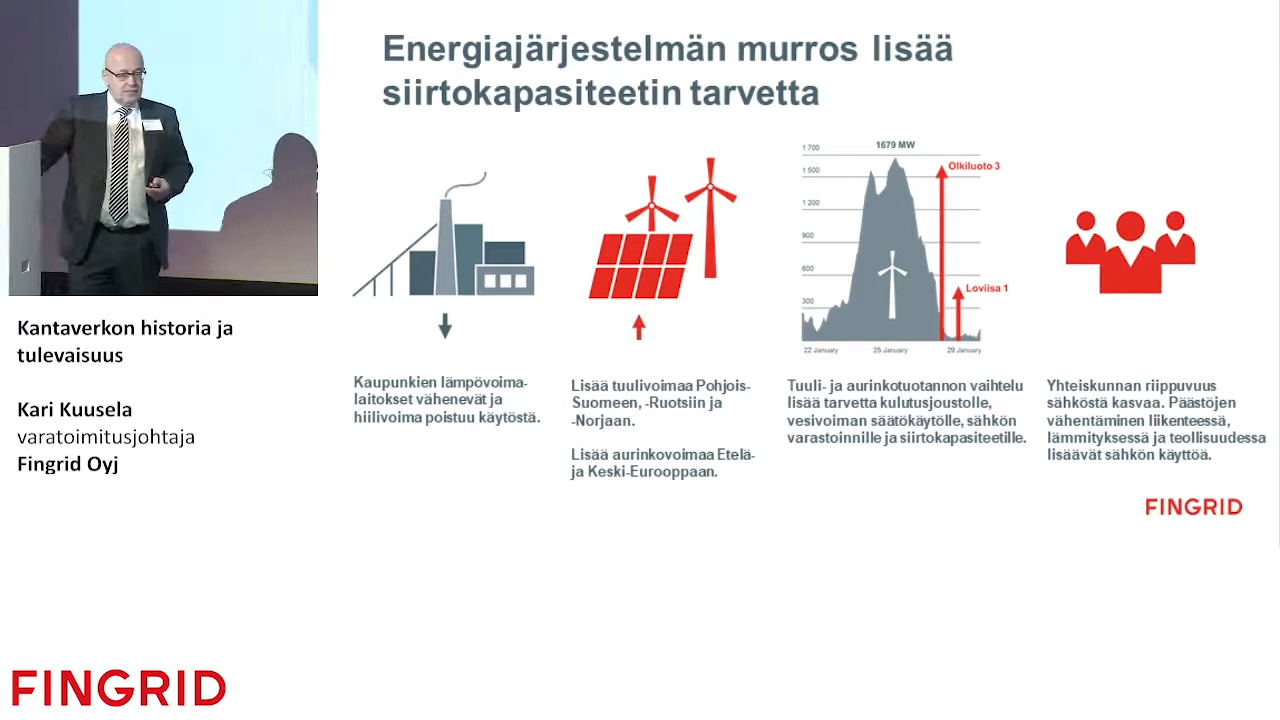 Energiajärjestelmän murros lisää
siirtokapasiteetin tarvetta
Kantaverkon historia ja
tulevaisuus
Kari Kuusela
varatoimitusjohtaja
Fingrid Oyj
Kaupunkien lämpövoima-
laitokset vähenevät ja
hiilivoima poistuu käytöstä.
Lisää tuulivoimaa Pohjois-
Suomeen, -Ruotsiin ja
-Norjaan.
Lisää aurinkovoimaa Etelä-
ja Keski-Eurooppaan.
1679 MW
1 700
1 500
1 200
900
600
300
Olkiluoto 3
Loviisa 1
22 January
25 January
29 January
Tuuli- ja aurinkotuotannon vaihtelu
lisää tarvetta kulutusjoustolle,
vesivoiman säätökäytölle, sähkön
varastoinnille ja siirtokapasiteetille.
Yhteiskunnan riippuvuus
sähköstä kasvaa. Päästöjen
vähentäminen liikenteessä,
lämmityksessä ja teollisuudessa
lisäävät sähkön käyttöä.
FINGRID
FINGRID